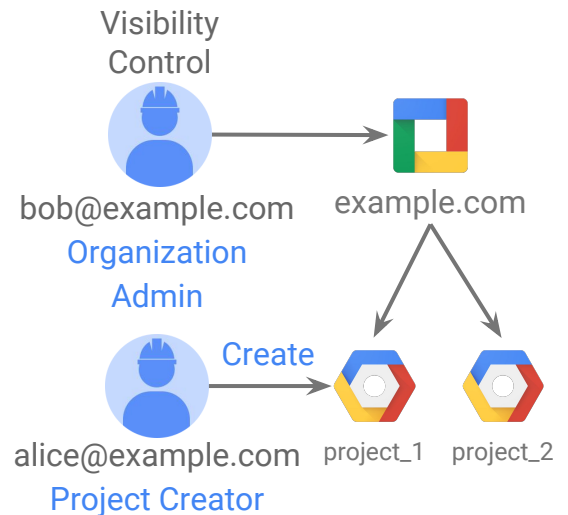 Visibility
Control
bob@example.com
example.com
Organization
Admin
Create
alice@example.com
project_1
project_2
Project Creator